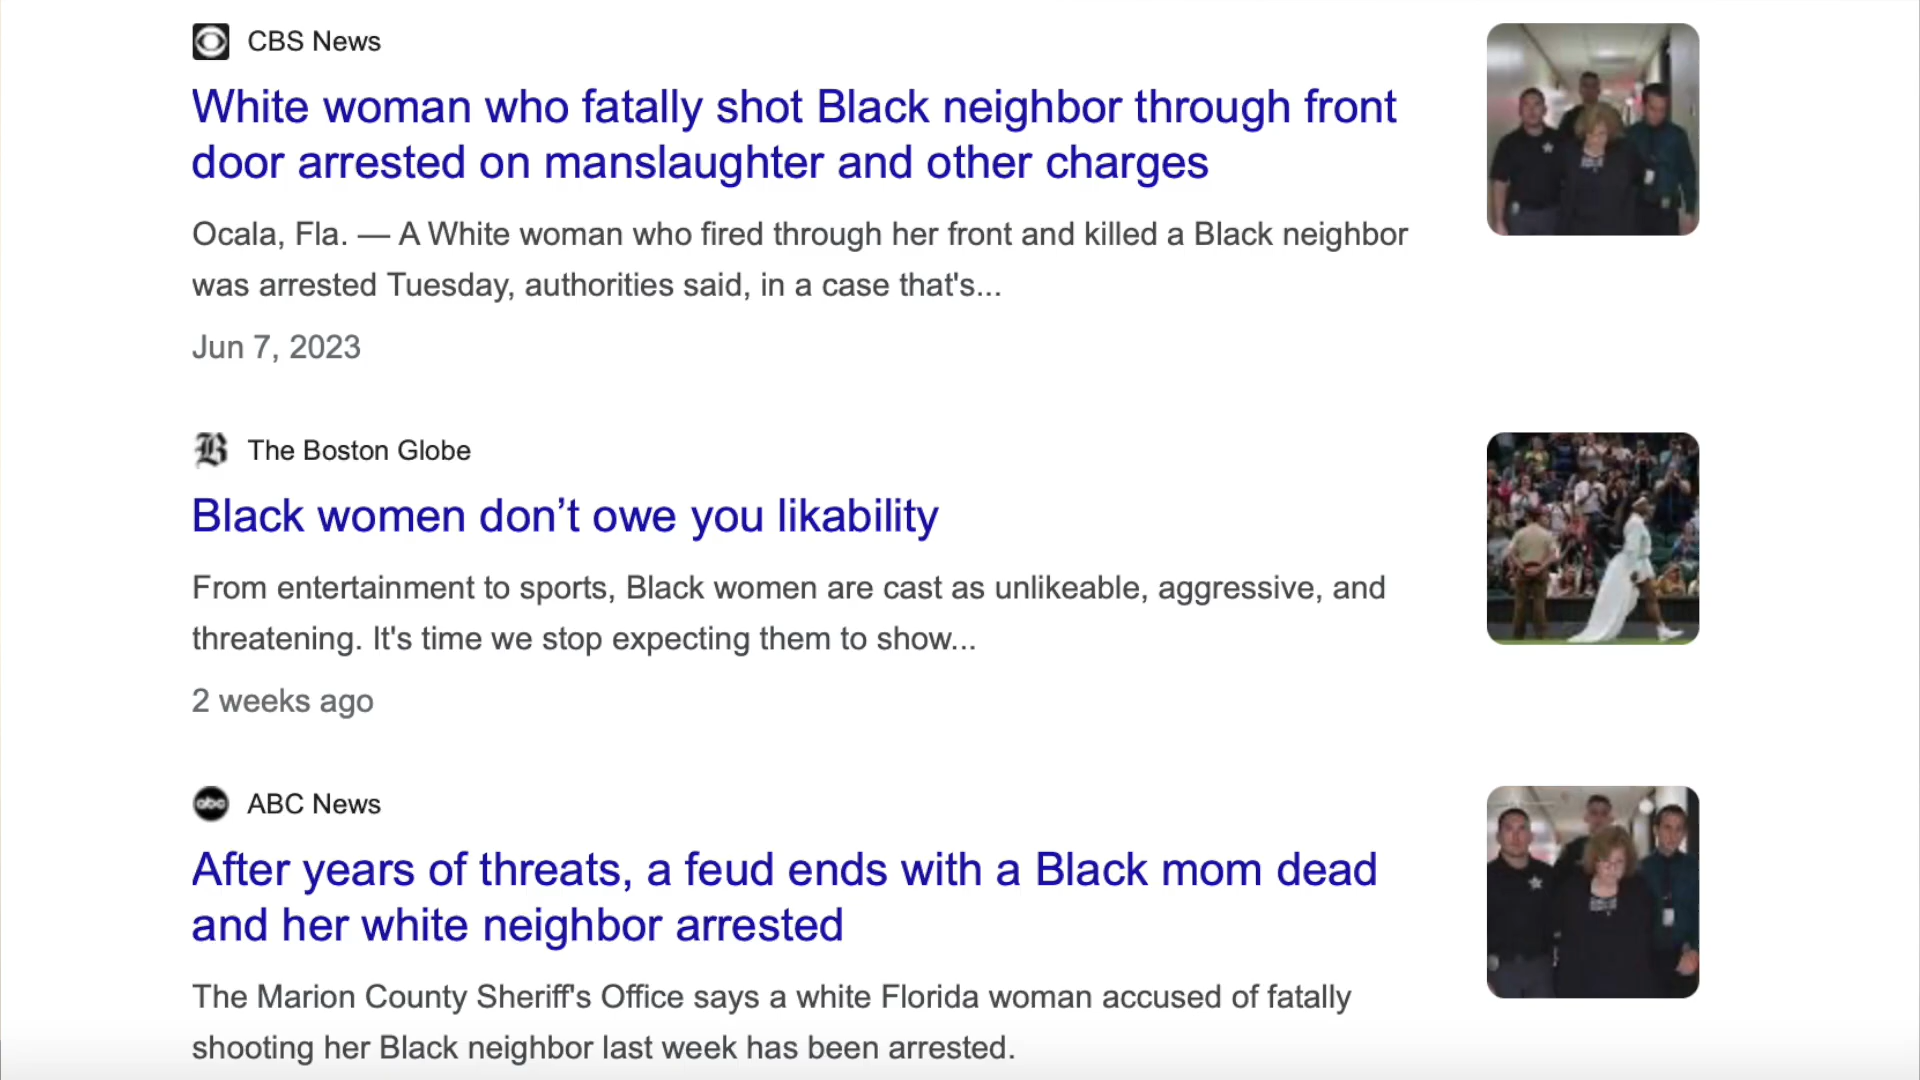 CBS News
White woman who fatally shot Black neighbor through front
door arrested on manslaughter and other charges
Ocala, Fla. — A White woman who fired through her front and killed a Black neighbor
was arrested Tuesday, authorities said, in a case that's...
Jun 7, 2023
B The Boston Globe
Black women don’t owe you likability
From entertainment to sports, Black women are cast as unlikeable, aggressive, and
threatening. It's time we stop expecting them to show...
2 weeks ago
abc ABC News
After years of threats, a feud ends with a Black mom dead
and her white neighbor arrested
The Marion County Sheriff's Office says a white Florida woman accused of fatally
shooting her Black neighbor last week has been arrested.